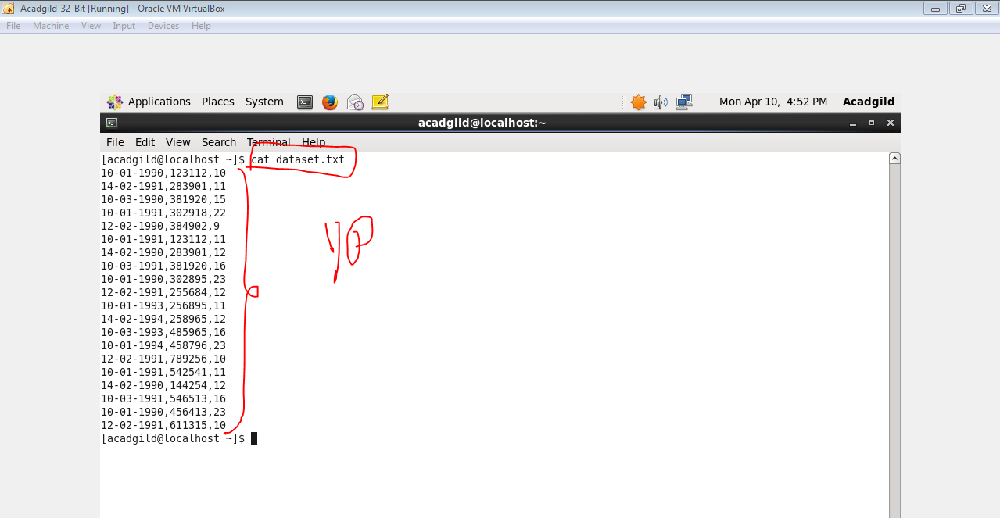 Acadgild_32_Bit [Running] - Oracle VM VirtualBox
File Machine View Input Devices Help
Applications Places System Mon Apr 10, 4:52 PM Acadgild
acadgild@localhost:~
File Edit View Search Terminal Help
[acadgild@localhost ~]$ cat dataset.txt
10-01-1990,123112,10
14-02-1991,283901,11
10-03-1990,381920,15
10-01-1991,302918,22
12-02-1990,384902,9
10-01-1991,123112,11
14-02-1990,283901,12
10-03-1991,381920,16
10-01-1990,302895,23
12-02-1991,255684,12
10-01-1993,256895,11
14-02-1994,258965,12
10-03-1993,485965,16
10-01-1994,458796,23
12-02-1991,789256,10
10-01-1991,542541,11
14-02-1990,144254,12
10-03-1991,546513,16
10-01-1990,456413,23
12-02-1991,611315,10
[acadgild@localhost ~]$